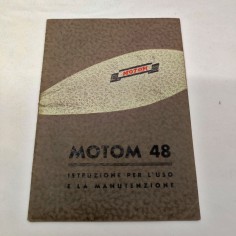 MOTOM
MOTOM 48
ISTRUZIONE PER L'USO
E LA MANUTENZIONE